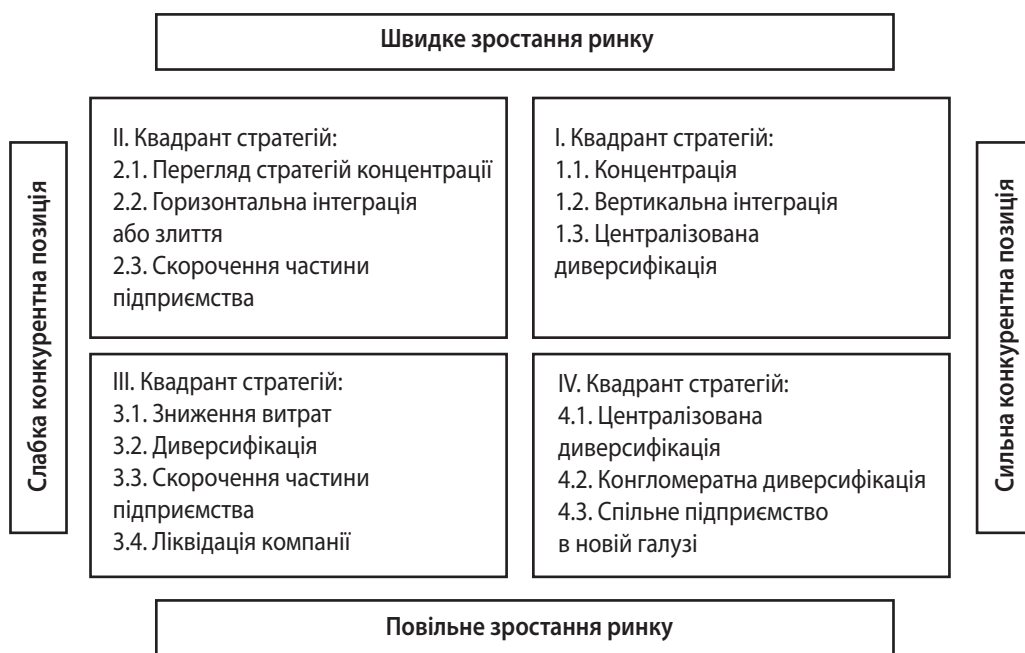 Швидке зростання ринку
Слабка конкурентна позиція
II. Квадрант стратегій:
2.1. Перегляд стратегій концентрації
2.2. Горизонтальна інтеграція
або злиття
2.3. Скорочення частини
підприємства
I. Квадрант стратегій:
1.1. Концентрація
1.2. Вертикальна інтеграція
1.3. Централізована
диверсифікація
Сильна конкурентна позиція
III. Квадрант стратегій:
3.1. Зниження витрат
3.2. Диверсифікація
3.3. Скорочення частини
підприємства
3.4. Ліквідація компанії
IV. Квадрант стратегій:
4.1. Централізована
диверсифікація
4.2. Конгломератна диверсифікація
4.3. Спільне підприємство
в новій галузі
Повільне зростання ринку